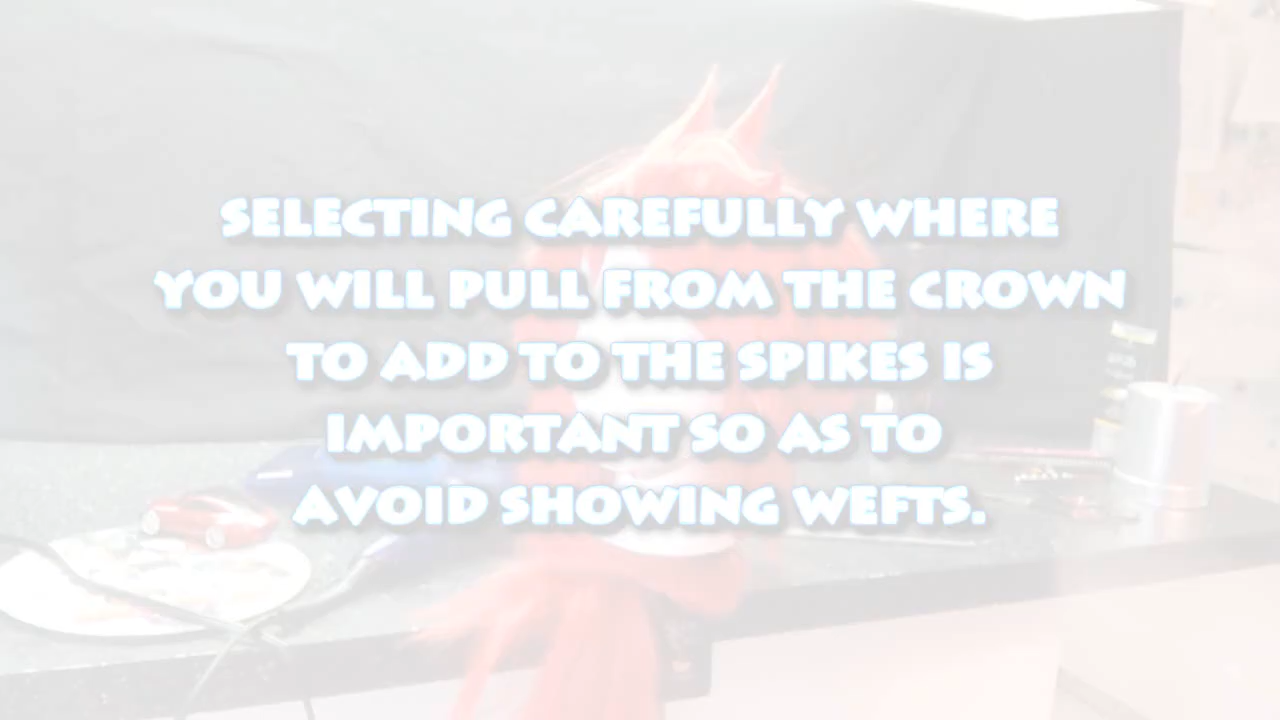 SELECTING CAREFULLY WHERE
YOU WILL PULL FROM THE CROWN
TO ADD TO THE SPIKES IS
IMPORTANT SO AS TO
AVOID SHOWING WEFTS.